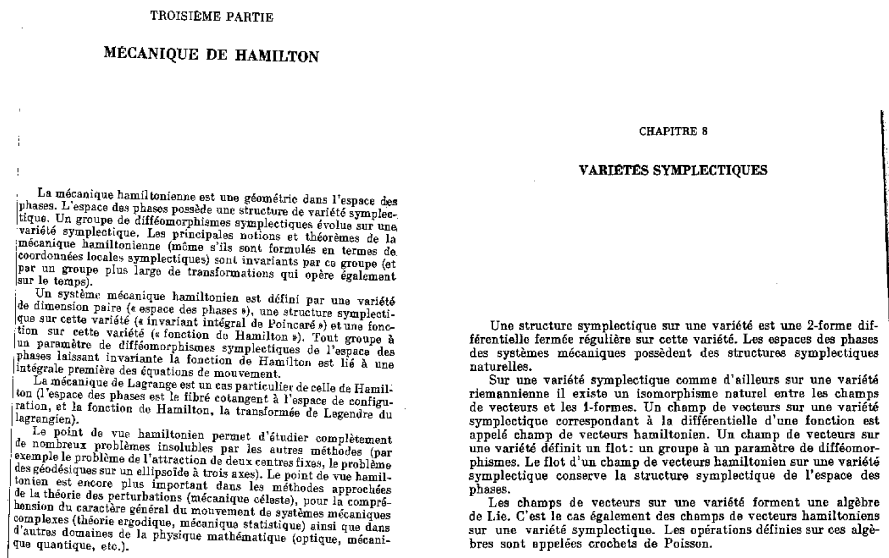 TROISIÈME PARTIE
MÉCANIQUE DE HAMILTON
La mécanique hamiltonienne est une géométrie dans l'espace des
phases. L'espace des phases possède une structure de variété symplec-
tique. Un groupe de difféomorphismes symplectiques évolue sur une
variété symplectique. Les principales notions et théorèmes de la
mécanique hamiltonienne (même s'ils sont formulés en termes de
coordonnées locales symplectiques) sont invariants par ce groupe (et
par un groupe plus large de transformations qui opère également
sur le temps).
Un système mécanique hamiltonien est défini par une variété
de dimension paire (« espace des phases »), une structure symplecti-
que sur cette variété (« invariant intégral de Poincaré ») et une fonc-
tion sur cette variété (« fonction de Hamilton »). Tout groupe à
un paramètre de difféomorphismes symplectiques de l'espace des
phases laissant invariante la fonction de Hamilton est lié à une
intégrale première des équations de mouvement.
La mécanique de Lagrange est un cas particulier de celle de Hamil-
ton (l'espace des phases est le fibré cotangent à l'espace de configu-
ration, et la fonction de Hamilton, la transformée de Legendre du
lagrangien).
Le point de vue hamiltonien permet d'étudier complètement
de nombreux problèmes insolubles par les autres méthodes (par
exemple le problème de l'attraction de deux centres fixes, le problème
des géodésiques sur un ellipsoïde à trois axes). Le point de vue hamil-
tonien est encore plus important dans les méthodes approchées
de la théorie des perturbations (mécanique céleste), pour la compré-
hension du caractère général du mouvement de systèmes mécaniques
complexes (théorie ergodique, mécanique statistique) ainsi que dans
d'autres domaines de la physique mathématique (optique, mécani-
que quantique, etc.).
CHAPITRE 8
VARIÉTÉS SYMPLECTIQUES
Une structure symplectique sur une variété est une 2-forme dif-
férentielle fermée régulière sur cette variété. Les espaces des phases
des systèmes mécaniques possèdent des structures symplectiques
naturelles.
Sur une variété symplectique comme d'ailleurs sur une variété
riemannienne il existe un isomorphisme naturel entre les champs
de vecteurs et les 1-formes. Un champ de vecteurs sur une variété
symplectique correspondant à la différentielle d'une fonction est
appelé champ de vecteurs hamiltonien. Un champ de vecteurs sur
une variété définit un flot: un groupe à un paramètre de difféomor-
phismes. Le flot d'un champ de vecteurs hamiltonien sur une variété
symplectique conserve la structure symplectique de l'espace des
phases.
Les champs de vecteurs sur une variété forment une algèbre
de Lie. C'est le cas également des champs de vecteurs hamiltoniens
sur une variété symplectique. Les opérations définies sur ces algè-
bres sont appelées crochets de Poisson.